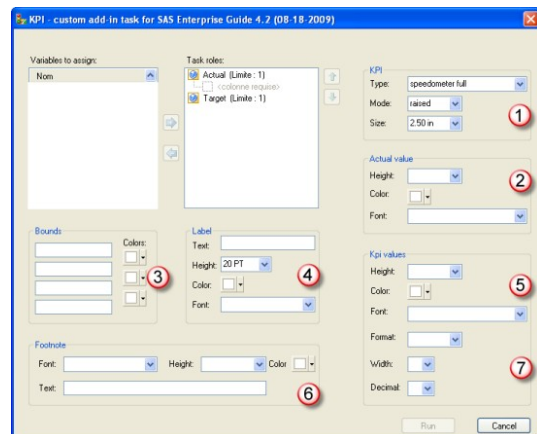 KPI - custom add-in task for SAS Enterprise Guide 4.2 (08-18-2009)
Variables to assign:
Nom
Task roles:
Actual (Limite : 1)
<colonne requise>
Target (Limite : 1)
KPI
Type: speedometer full
Mode: raised
Size: 2.50 in
1
Actual value
Height:
Color:
Font:
2
Bounds
Colors:
3
Label
Text:
Height: 20 PT
Color:
Font:
4
Kpi values
Height:
Color:
Font:
5
Format:
Width:
Decimal:
7
Footnote
Font: Height: Color
Text:
6
Run Cancel